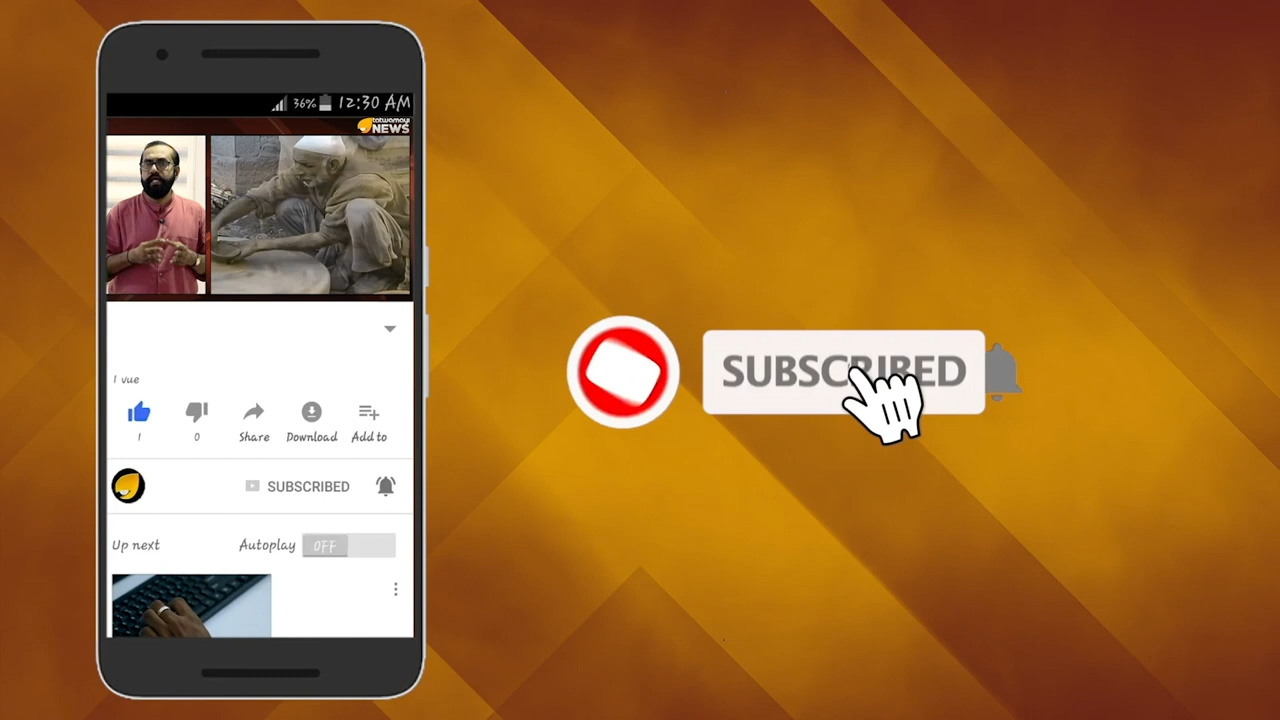 36% 12:30 AM
tatwamayi
NEWS
1 vue
1
0
Share
Download
Add to
SUBSCRIBED
Up next
Autoplay
OFF
SUBSCRIBED